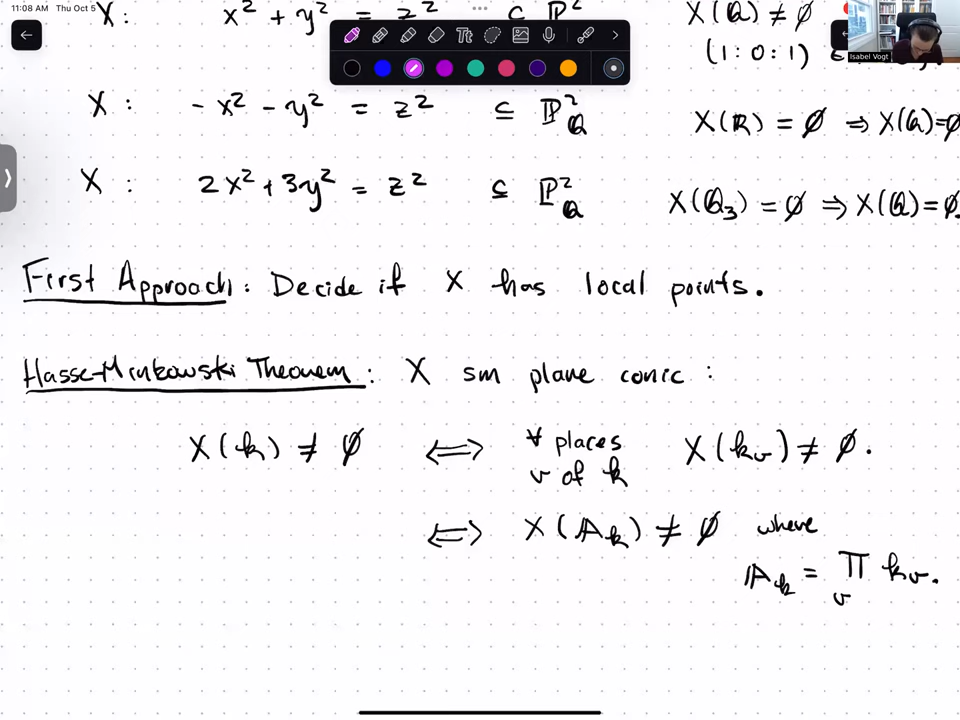 11:08 AM Thu Oct 5
X : x² + y² = z² ⊆ ℙ² X(ℚ) ≠ ∅
(1:0:1)
Tt
Isabel Vogt
X : - x² - y² = z² ⊆ ℙ²_ℚ X(ℝ) = ∅ ⇒ X(ℚ)=∅
X : 2x² + 3y² = z² ⊆ ℙ²_ℚ X(ℚ₃) = ∅ ⇒ X(ℚ)=∅.
First Approach: Decide if X has local points.
Hasse-Minkowski Theorem: X sm plane conic :
X(k) ≠ ∅ ⇔ ∀ places v of k X(k_v) ≠ ∅.
⇔ X(𝔸_k) ≠ ∅ where
𝔸_k = ∏_v k_v.